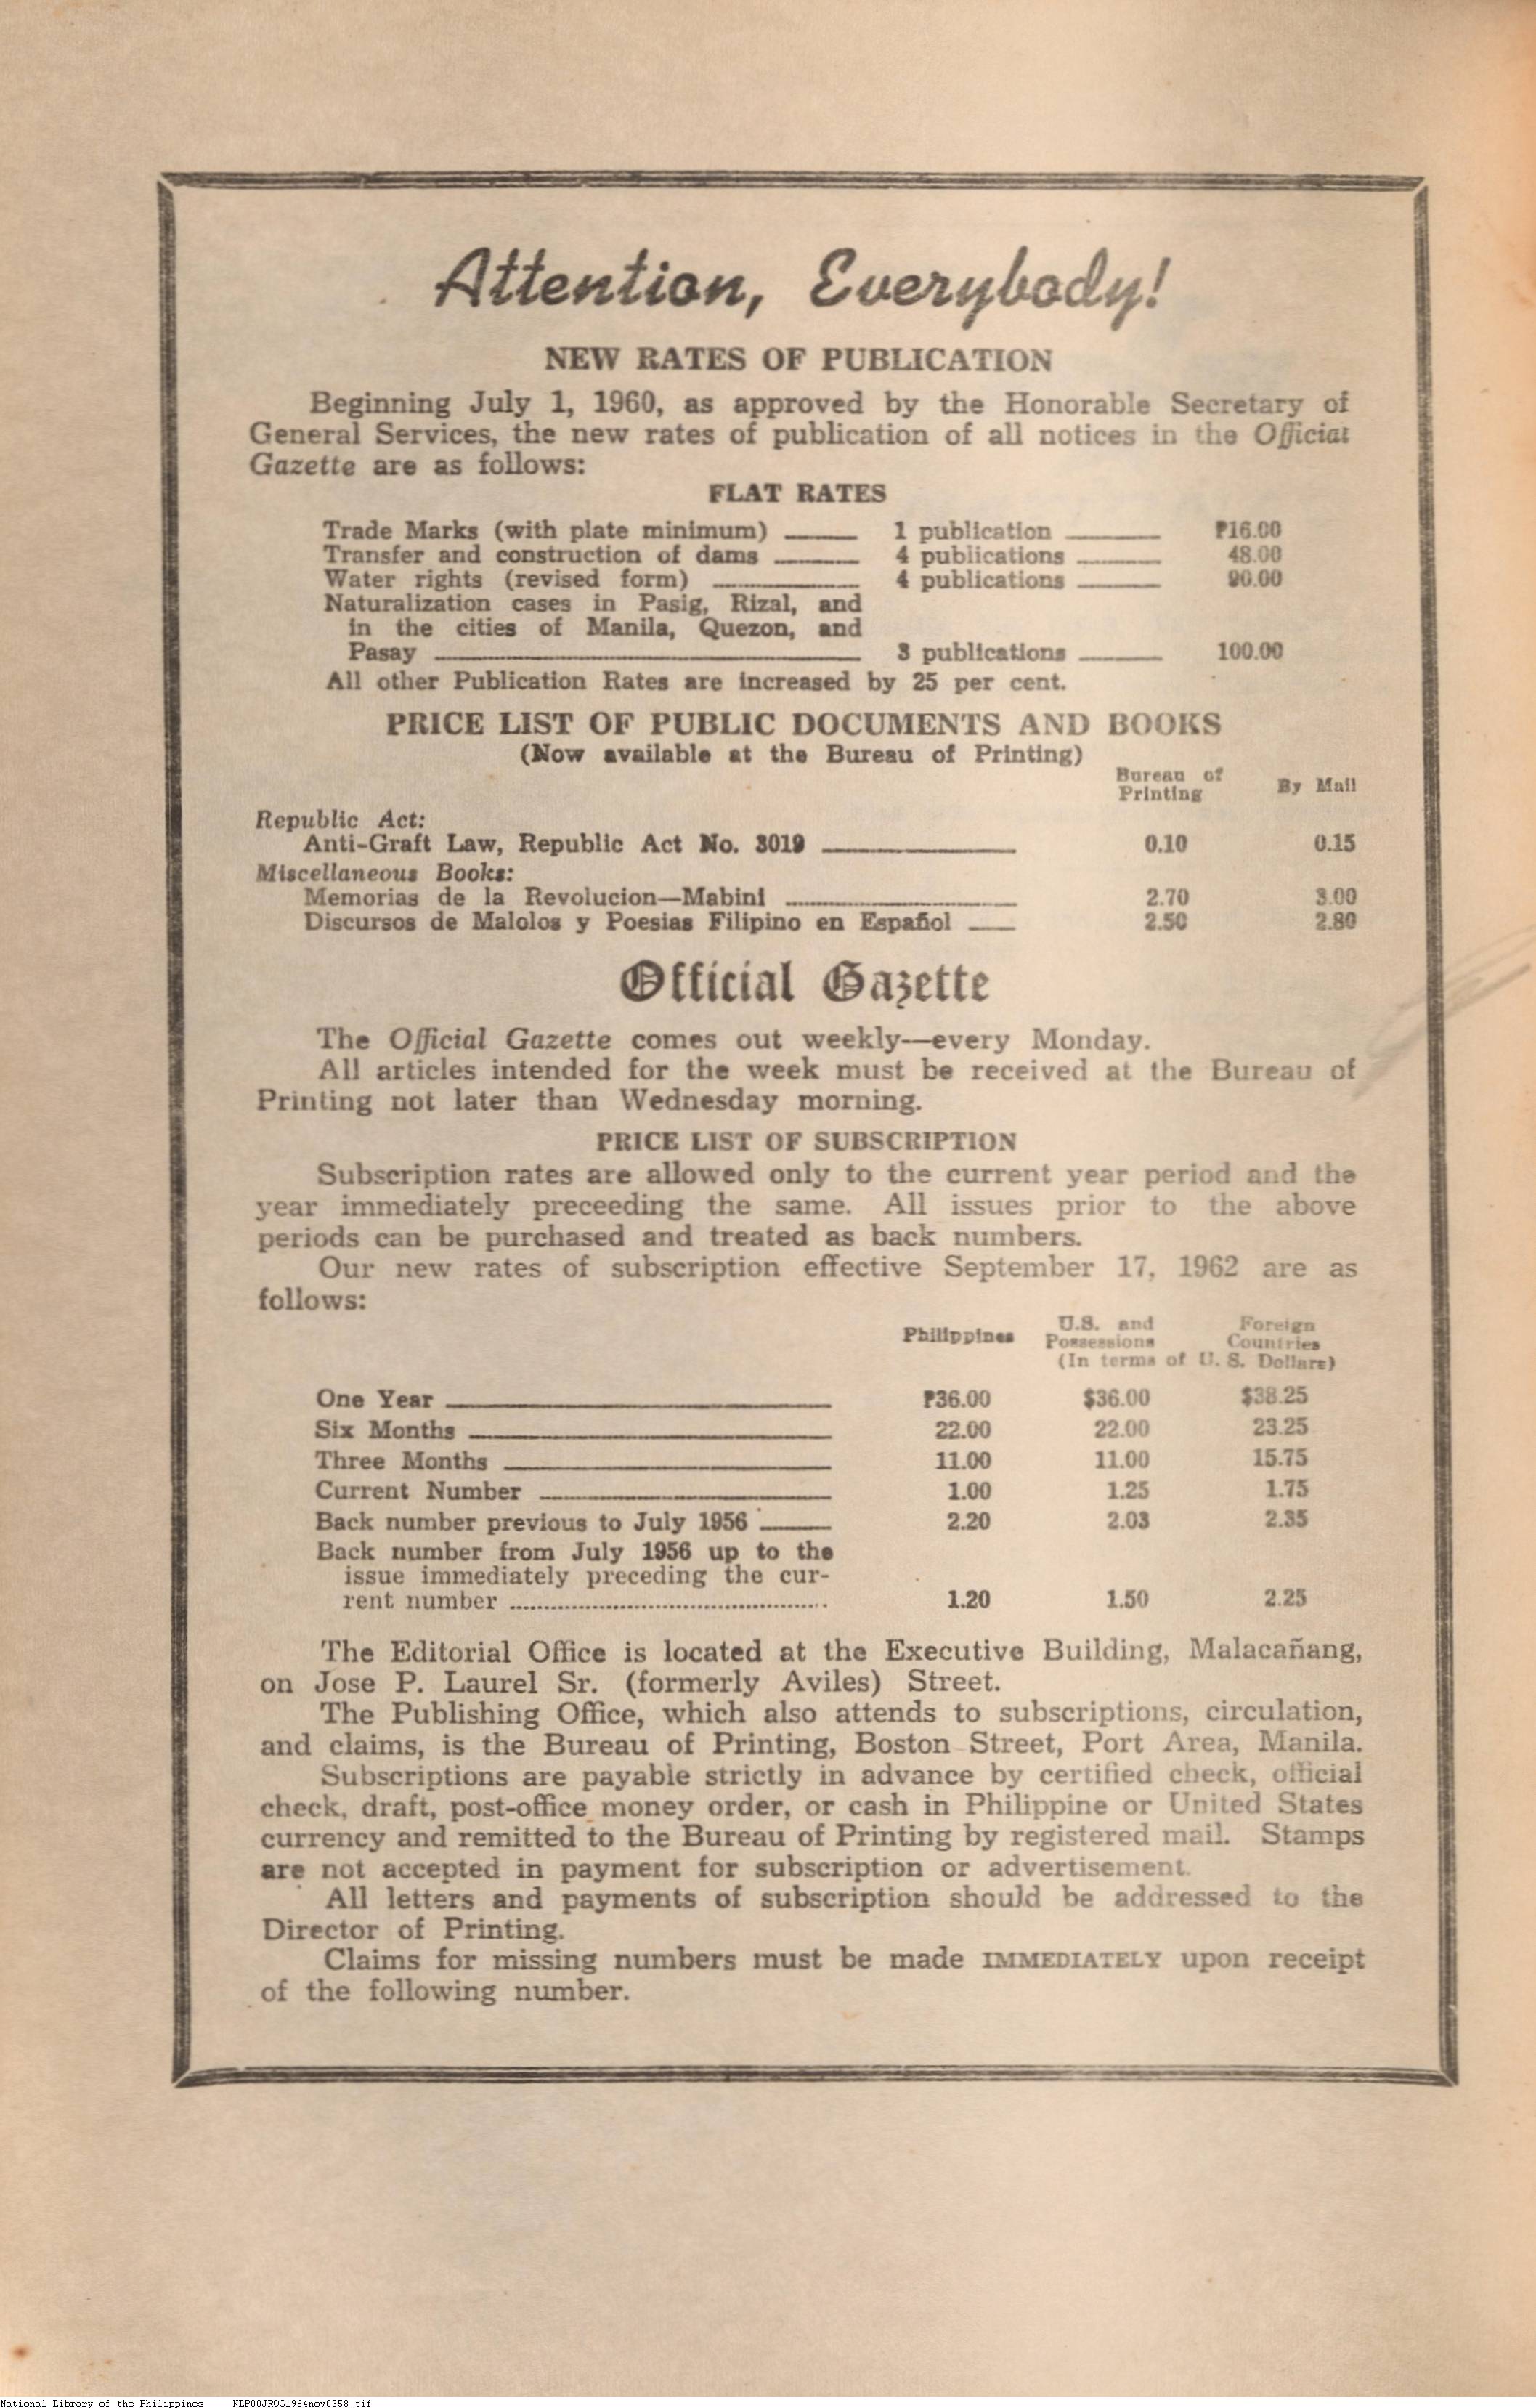 Attention, Everybody!
NEW RATES OF PUBLICATION
Beginning July 1, 1960, as approved by the Honorable Secretary of
General Services, the new rates of publication of all notices in the Official
Gazette are as follows:
FLAT RATES
Trade Marks (with plate minimum) 1 publication ₱16.00
Transfer and construction of dams 4 publications 48.00
Water rights (revised form) 4 publications 90.00
Naturalization cases in Pasig, Rizal, and
in the cities of Manila, Quezon, and
Pasay 3 publications 100.00
All other Publication Rates are increased by 25 per cent.
PRICE LIST OF PUBLIC DOCUMENTS AND BOOKS
(Now available at the Bureau of Printing)
Bureau of
Printing By Mail
Republic Act:
Anti-Graft Law, Republic Act No. 3019 0.10 0.15
Miscellaneous Books:
Memorias de la Revolucion—Mabini 2.70 3.00
Discursos de Malolos y Poesias Filipino en Español 2.50 2.80
Official Gazette
The Official Gazette comes out weekly—every Monday.
All articles intended for the week must be received at the Bureau of
Printing not later than Wednesday morning.
PRICE LIST OF SUBSCRIPTION
Subscription rates are allowed only to the current year period and the
year immediately preceeding the same. All issues prior to the above
periods can be purchased and treated as back numbers.
Our new rates of subscription effective September 17, 1962 are as
follows:
Philippines U.S. and Possessions Foreign Countries
(In terms of U. S. Dollars)
One Year ₱36.00 $36.00 $38.25
Six Months 22.00 22.00 23.25
Three Months 11.00 11.00 15.75
Current Number 1.00 1.25 1.75
Back number previous to July 1956 2.20 2.03 2.35
Back number from July 1956 up to the
issue immediately preceding the cur-
rent number 1.20 1.50 2.25
The Editorial Office is located at the Executive Building, Malacañang,
on Jose P. Laurel Sr. (formerly Aviles) Street.
The Publishing Office, which also attends to subscriptions, circulation,
and claims, is the Bureau of Printing, Boston Street, Port Area, Manila.
Subscriptions are payable strictly in advance by certified check, official
check, draft, post-office money order, or cash in Philippine or United States
currency and remitted to the Bureau of Printing by registered mail. Stamps
are not accepted in payment for subscription or advertisement.
All letters and payments of subscription should be addressed to the
Director of Printing.
Claims for missing numbers must be made IMMEDIATELY upon receipt
of the following number.
National Library of the Philippines NLP00JROG1964nov0358.tif